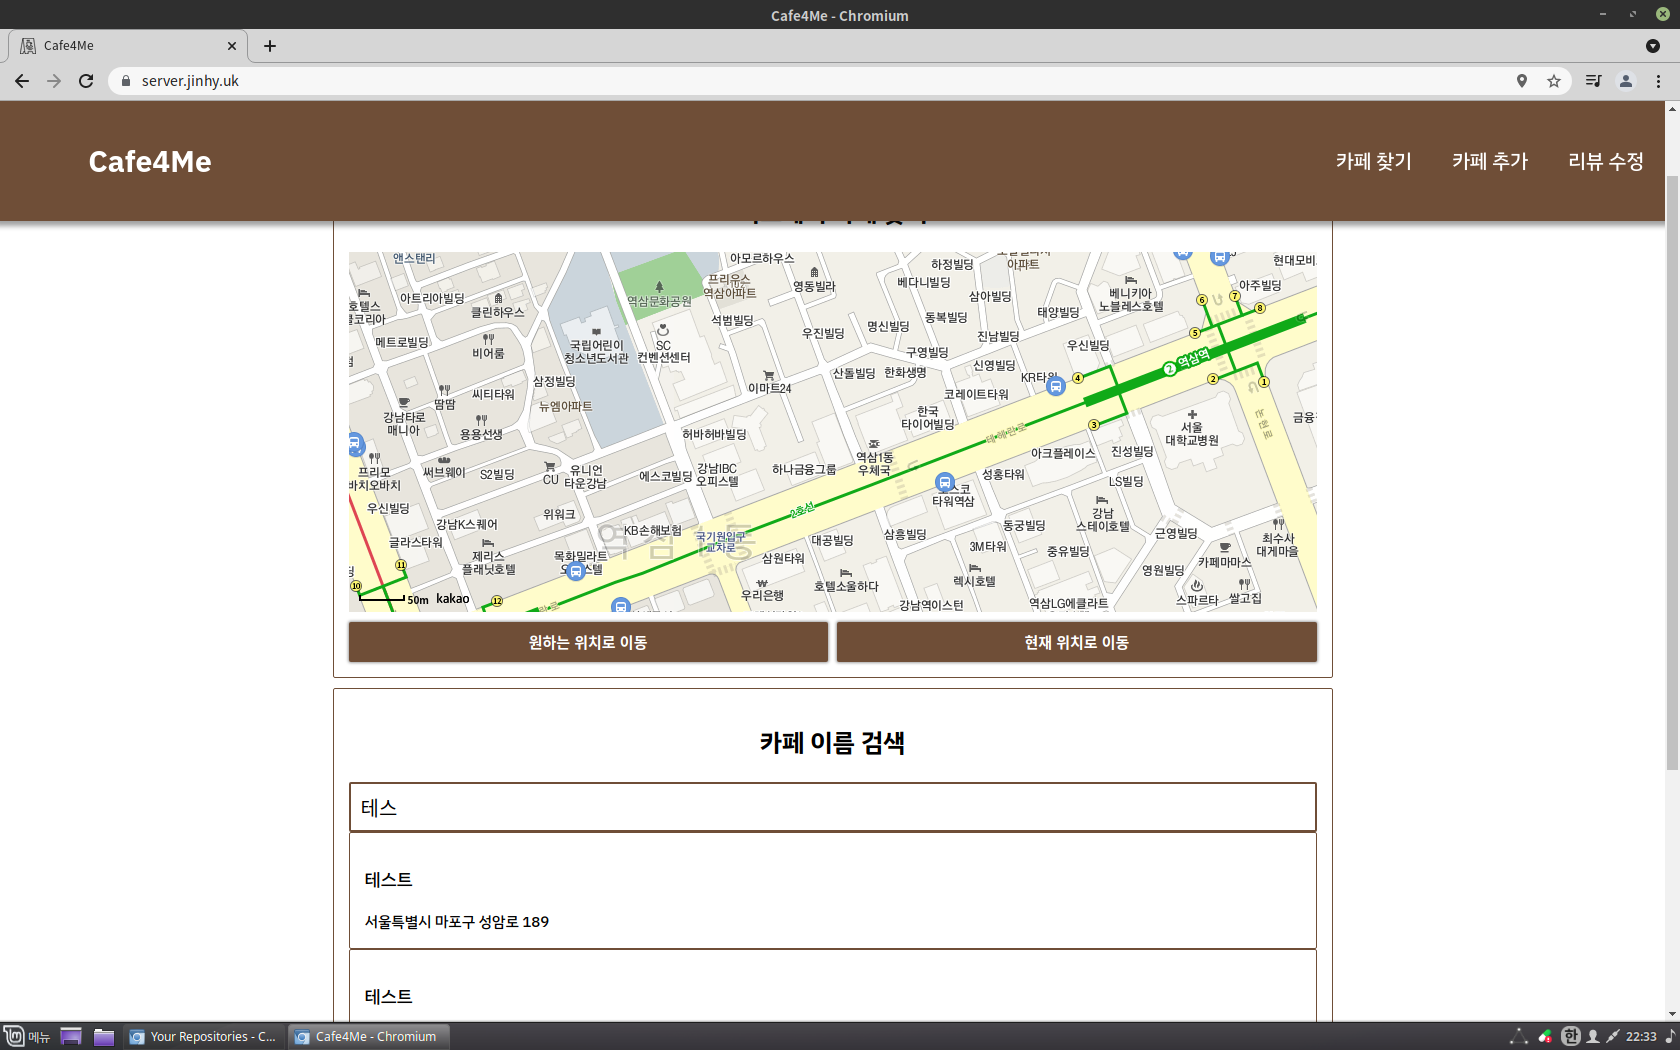 Cafe4Me - Chromium
Cafe4Me
server.jinhy.uk
Cafe4Me
카페 찾기
카페 추가
리뷰 수정
앤스탠리
아모르하우스
하정빌딩
아파트
현대모비
프리유스
역삼아파트
영동빌라
베다니빌딩
베니키아
노블레스호텔
아주빌딩
호텔스
아트리아빌딩
클린하우스
역삼문화공원
삼아빌딩
태양빌딩
석범빌딩
우진빌딩
명신빌딩
동복빌딩
진남빌딩
메트로빌딩
비어룸
국립어린이
청소년도서관
SC
컨벤션센터
구영빌딩
우신빌딩
2 역삼역
삼정빌딩
이마트24
산돌빌딩
한화생명
신영빌딩
KR타워
씨티타워
땀땀
뉴엠아파트
코레이트타워
강남타로
매니아
용용선생
허바허바빌딩
한국
타이어빌딩
테헤란로
논현로
서울
대학교병원
금융
프리모
바치오바치
써브웨이
S2빌딩
CU
유니언
타운강남
에스코빌딩
강남IBC
오피스텔
하나금융그룹
역삼1동
우체국
성홍타워
아크플레이스
진성빌딩
타워역삼
LS빌딩
우신빌딩
강남K스퀘어
위워크
KB손해보험
2호선
국기원입구
교차로
대공빌딩
삼흥빌딩
동궁빌딩
강남
스테이호텔
근영빌딩
최수사
대게마을
글라스타워
제리스
플래닛호텔
목화밀라트
삼원타워
3M타워
중유빌딩
카페마마스
우리은행
호텔소울하다
렉시호텔
영원빌딩
스파르타
쌀고집
강남역이스턴
역삼LG에클라트
50m kakao
원하는 위치로 이동
현재 위치로 이동
카페 이름 검색
테스
테스트
서울특별시 마포구 성암로 189
테스트
메뉴
Your Repositories - C...
Cafe4Me - Chromium
한
22:33